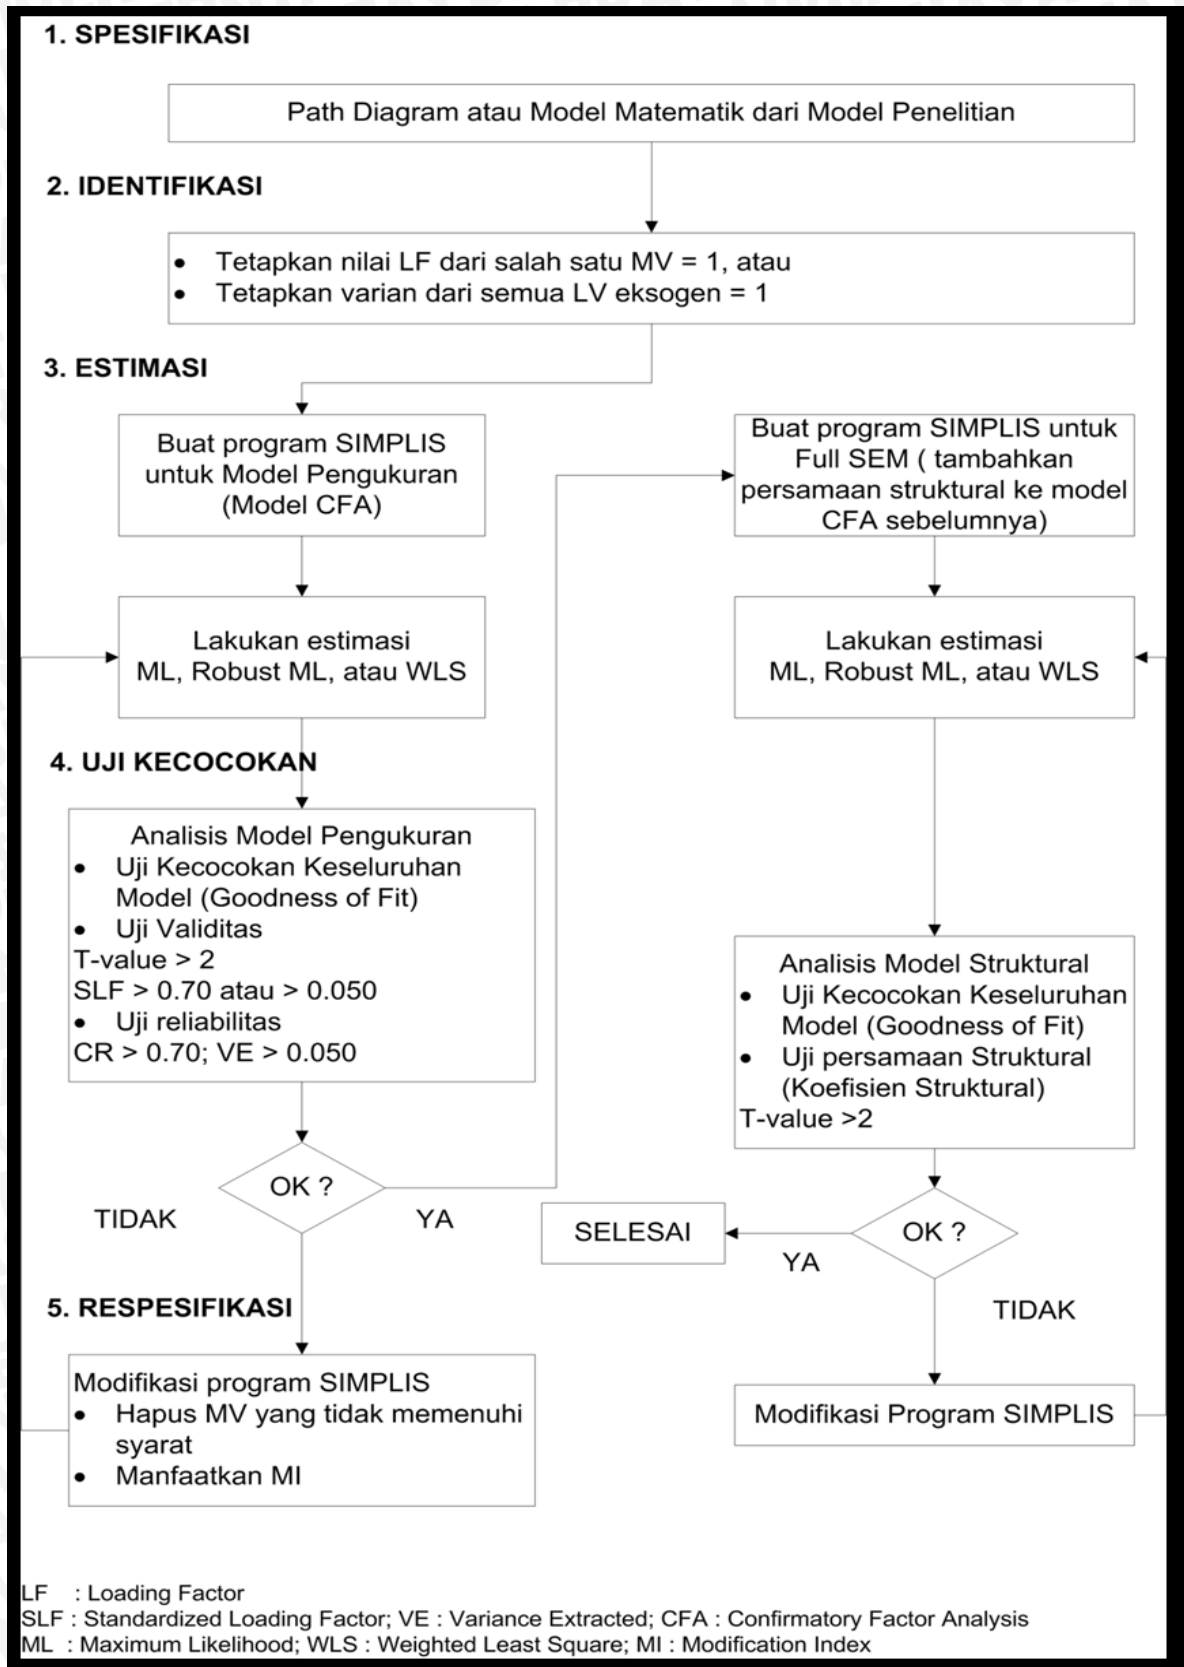 1. SPESIFIKASI
Path Diagram atau Model Matematik dari Model Penelitian
2. IDENTIFIKASI
• Tetapkan nilai LF dari salah satu MV = 1, atau
• Tetapkan varian dari semua LV eksogen = 1
3. ESTIMASI
Buat program SIMPLIS
untuk Model Pengukuran
(Model CFA)
Lakukan estimasi
ML, Robust ML, atau WLS
4. UJI KECOCOKAN
Analisis Model Pengukuran
• Uji Kecocokan Keseluruhan
Model (Goodness of Fit)
• Uji Validitas
T-value > 2
SLF > 0.70 atau > 0.050
• Uji reliabilitas
CR > 0.70; VE > 0.050
OK ?
TIDAK
YA
5. RESPESIFIKASI
Modifikasi program SIMPLIS
• Hapus MV yang tidak memenuhi
syarat
• Manfaatkan MI
Buat program SIMPLIS untuk
Full SEM ( tambahkan
persamaan struktural ke model
CFA sebelumnya)
Lakukan estimasi
ML, Robust ML, atau WLS
Analisis Model Struktural
• Uji Kecocokan Keseluruhan
Model (Goodness of Fit)
• Uji persamaan Struktural
(Koefisien Struktural)
T-value >2
OK ?
YA
SELESAI
TIDAK
Modifikasi Program SIMPLIS
LF : Loading Factor
SLF : Standardized Loading Factor; VE : Variance Extracted; CFA : Confirmatory Factor Analysis
ML : Maximum Likelihood; WLS : Weighted Least Square; MI : Modification Index